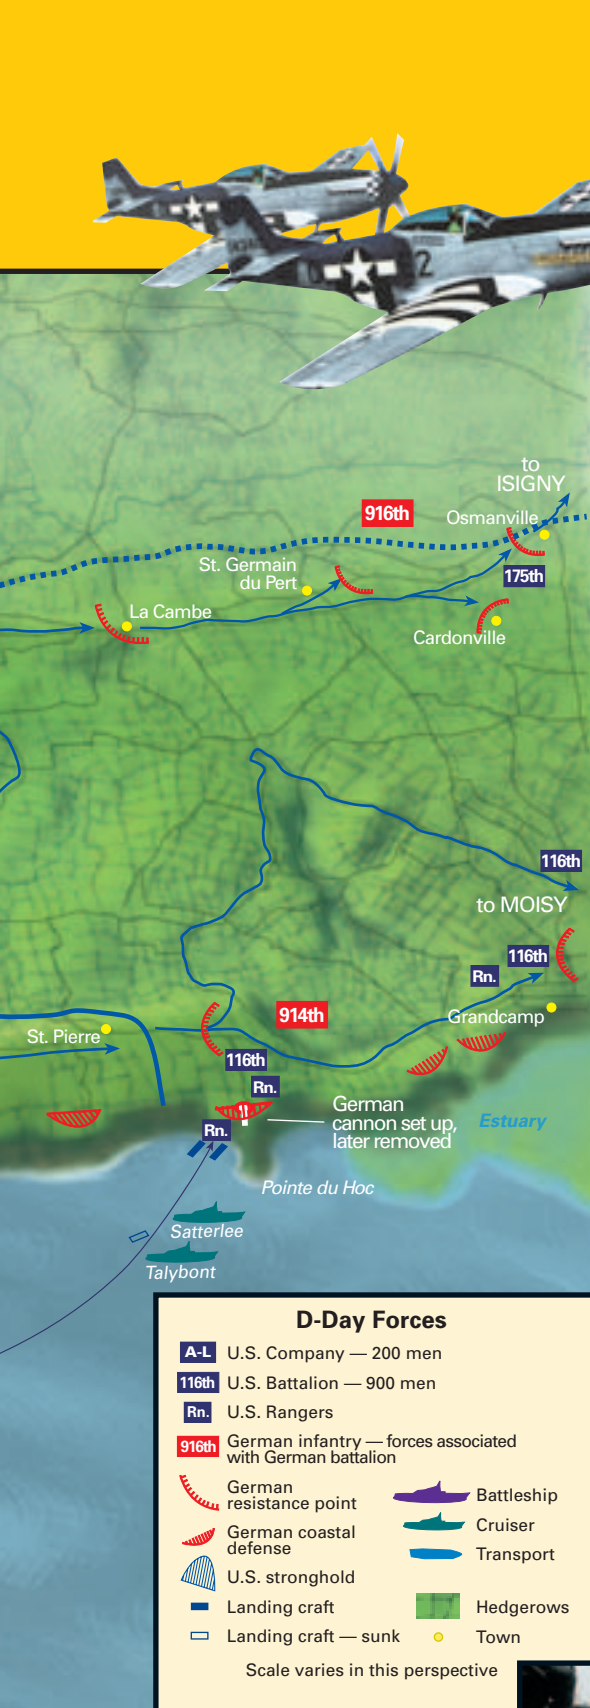 2
to
ISIGNY
916th
Osmanville
St. Germain
du Pert
175th
La Cambe
Cardonville
116th
to MOISY
116th
Rn.
914th
Grandcamp
St. Pierre
116th
Rn.
German
cannon set up,
later removed
Estuary
Rn.
Pointe du Hoc
Satterlee
Talybont
D-Day Forces
A-L U.S. Company — 200 men
116th U.S. Battalion — 900 men
Rn. U.S. Rangers
916th German infantry — forces associated
with German battalion
German
resistance point
Battleship
German coastal
defense
Cruiser
Transport
U.S. stronghold
Landing craft
Hedgerows
Landing craft — sunk
Town
Scale varies in this perspective